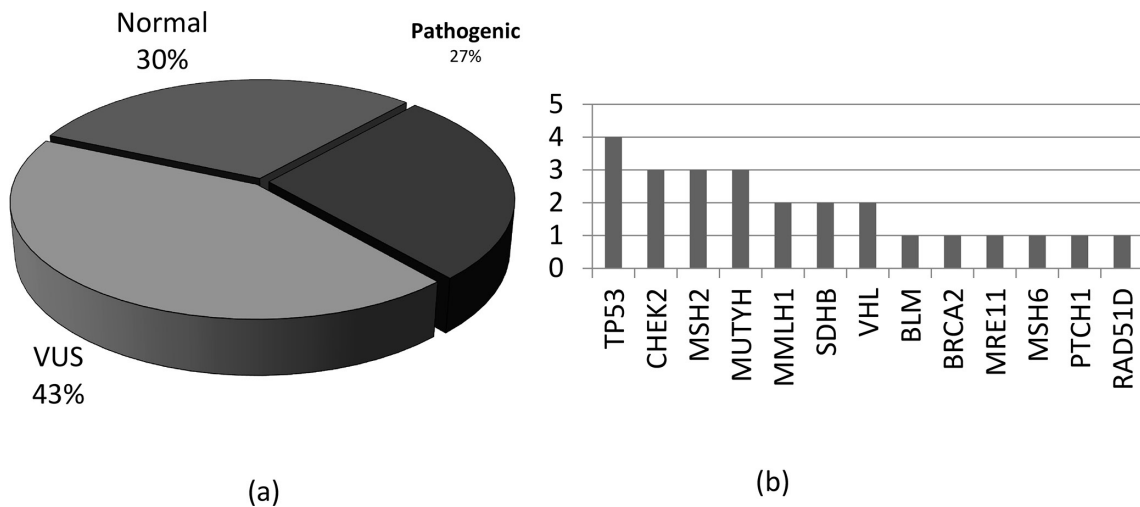 Normal
30%
Pathogenic
27%
VUS
43%
(a)
5
4
3
2
1
0
TP53
CHEK2
MSH2
MUTYH
MMLH1
SDHB
VHL
BLM
BRCA2
MRE11
MSH6
PTCH1
RAD51D
(b)